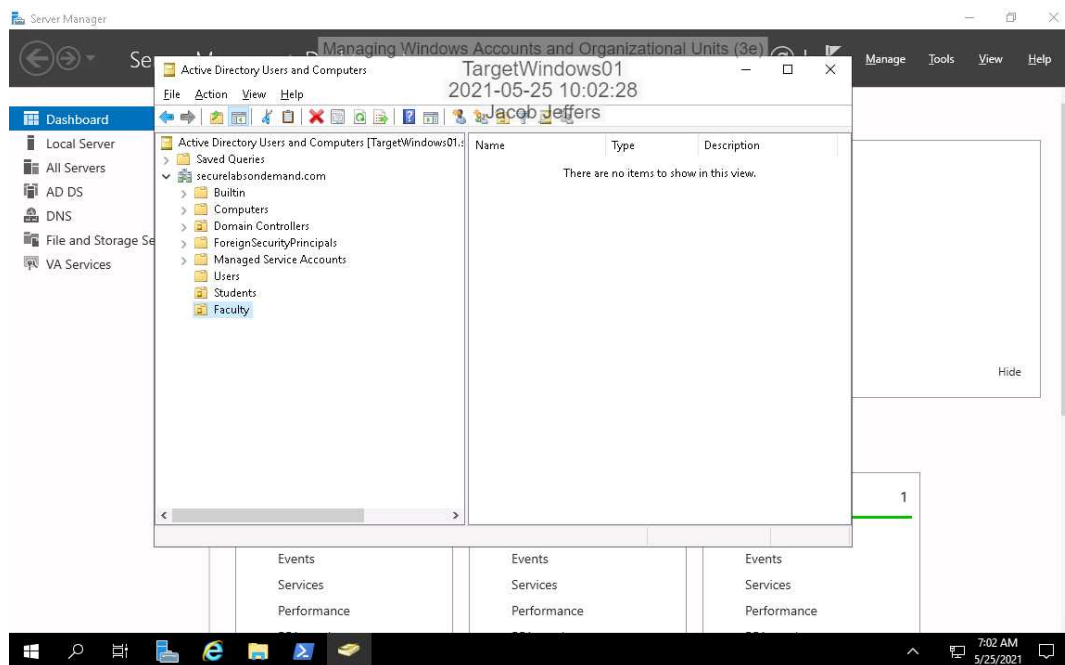 Server Manager
Managing Windows Accounts and Organizational Units (3e)
TargetWindows01
2021-05-25 10:02:28
Jacob Jeffers
Manage Tools View Help
Active Directory Users and Computers
File Action View Help
Dashboard
Local Server
All Servers
AD DS
DNS
File and Storage Se
VA Services
Active Directory Users and Computers [TargetWindows01.s
Saved Queries
securelabsondemand.com
Builtin
Computers
Domain Controllers
ForeignSecurityPrincipals
Managed Service Accounts
Users
Students
Faculty
Name Type Description
There are no items to show in this view.
Hide
1
Events Events Events
Services Services Services
Performance Performance Performance
7:02 AM
5/25/2021